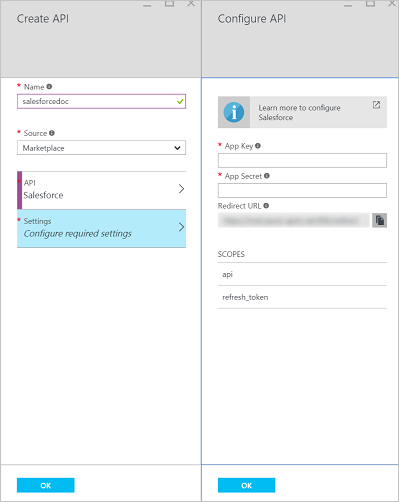 Create API
* Name
salesforcedoc
* Source
Marketplace
* API
Salesforce
* Settings
Configure required settings
OK
Configure API
Learn more to configure
Salesforce
* App Key
* App Secret
Redirect URL
SCOPES
api
refresh_token
OK